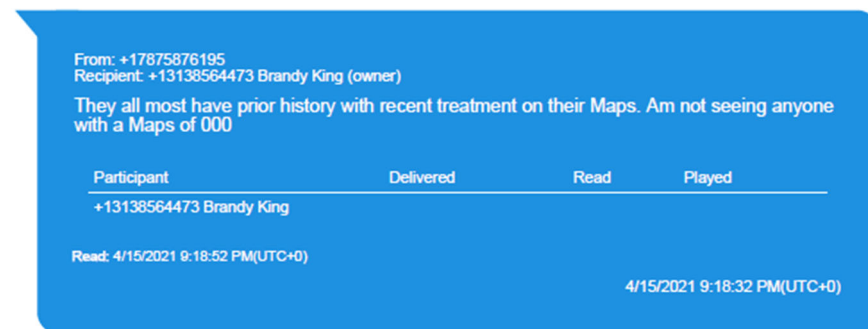 From: +17875876195
Recipient: +13138564473 Brandy King (owner)
They all most have prior history with recent treatment on their Maps. Am not seeing anyone
with a Maps of 000
Participant Delivered Read Played
+13138564473 Brandy King
Read: 4/15/2021 9:18:52 PM(UTC+0)
4/15/2021 9:18:32 PM(UTC+0)